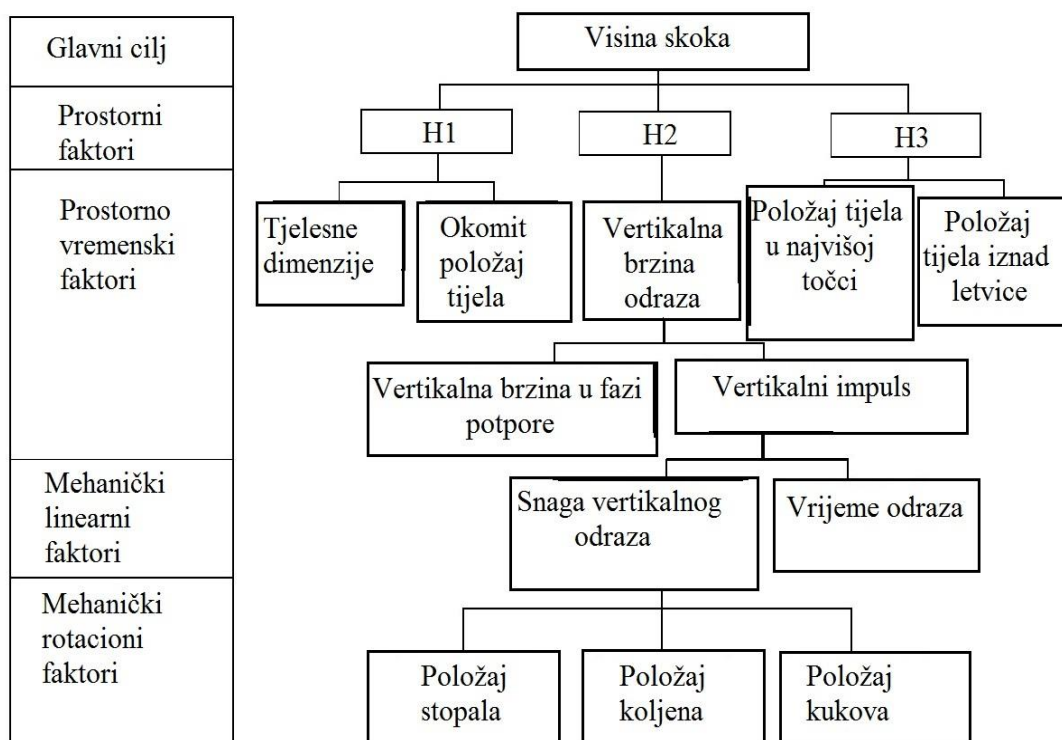 Glavni cilj
Visina skoka
Prostorni
faktori
H1
H2
H3
Prostorno
vremenski
faktori
Tjelesne
dimenzije
Okomit
položaj
tijela
Vertikalna
brzina
odraza
Položaj tijela
u najvišoj
točci
Položaj
tijela iznad
letvice
Vertikalna brzina u fazi
potpore
Vertikalni impuls
Mehanički
linearni
faktori
Snaga vertikalnog
odraza
Vrijeme odraza
Mehanički
rotacioni
faktori
Položaj
stopala
Položaj
koljena
Položaj
kukova